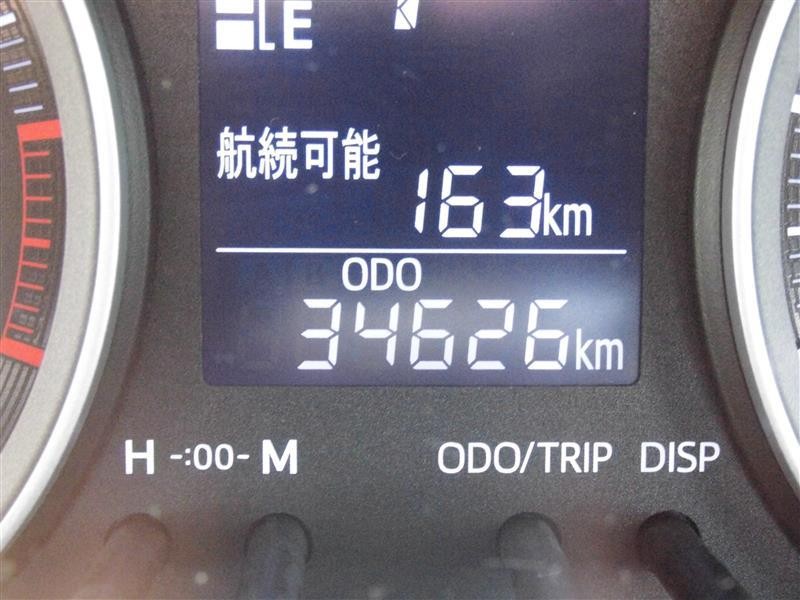 E
航続可能
163km
ODO
34626km
H -:00- M ODO/TRIP DISP